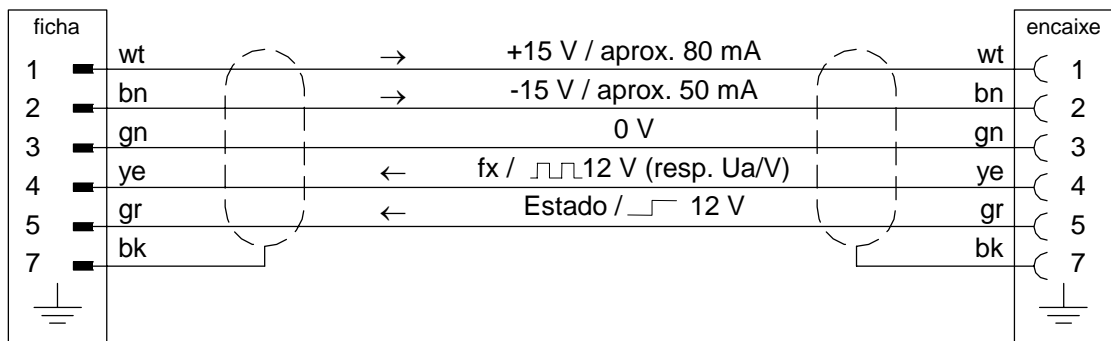 ficha encaixe
1 wt → +15 V / aprox. 80 mA wt 1
2 bn → -15 V / aprox. 50 mA bn 2
3 gn 0 V gn 3
4 ye ← fx / 12 V (resp. Ua/V) ye 4
5 gr ← Estado / 12 V gr 5
7 bk bk 7